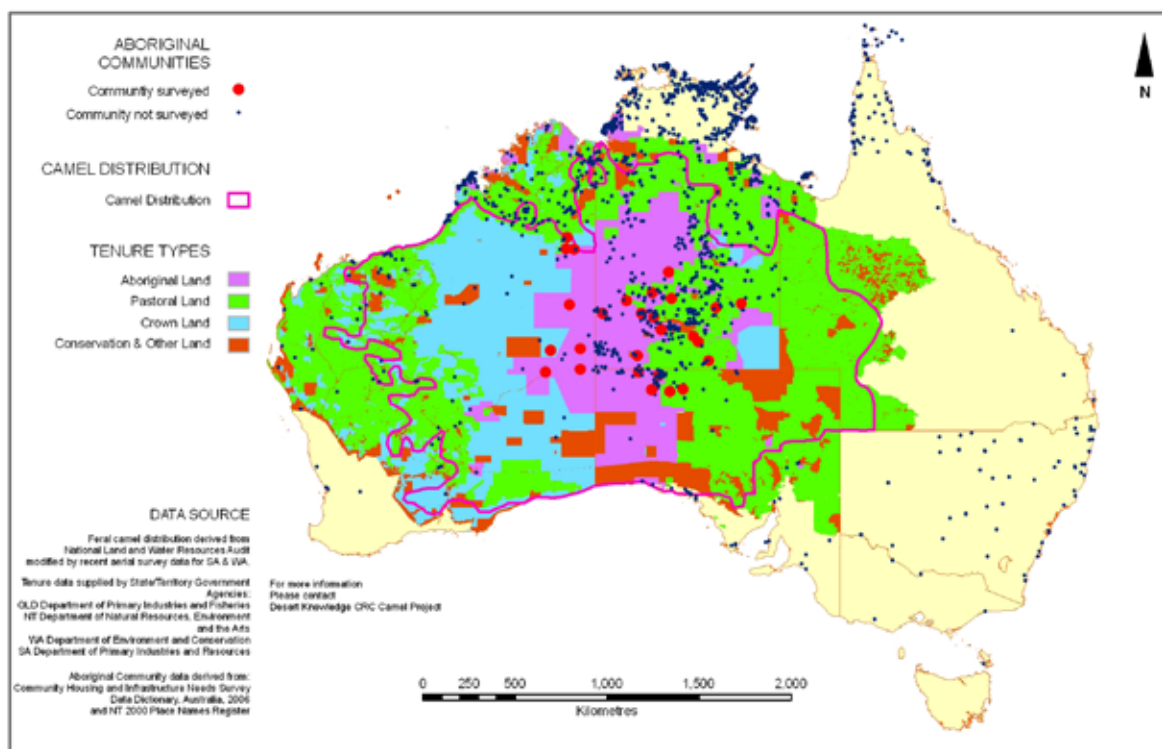 ABORIGINAL
COMMUNITIES
Communtly surveyed
Community not surveyed
CAMEL DISTRIBUTION
Camel Distribution
TENURE TYPES
Aboriginal Land
Pastoral Land
Crown Land
Conservation & Other Land
N
DATA SOURCE
Feral camel distribution derived from
National Land and Water Resources Audit
modified by recent aerial survey data for SA & WA.
Tenure data supplied by State/Territory Government
Agencies:
QLD Department of Primary Industries and Fisheries
NT Department of Natural Resources, Environment
and the Arts
WA Department of Environment and Conservation
SA Department of Primary Industries and Resources
Aboriginal Community data derived from:
Community Housing and Infrastructure Needs Survey
Data Dictionary, Australia, 2006
and NT 2000 Place Names Register
For more information
Please contact
Desert Knowledge CRC Camel Project
0 250 500 1,000 1,500 2,000
Kilometres